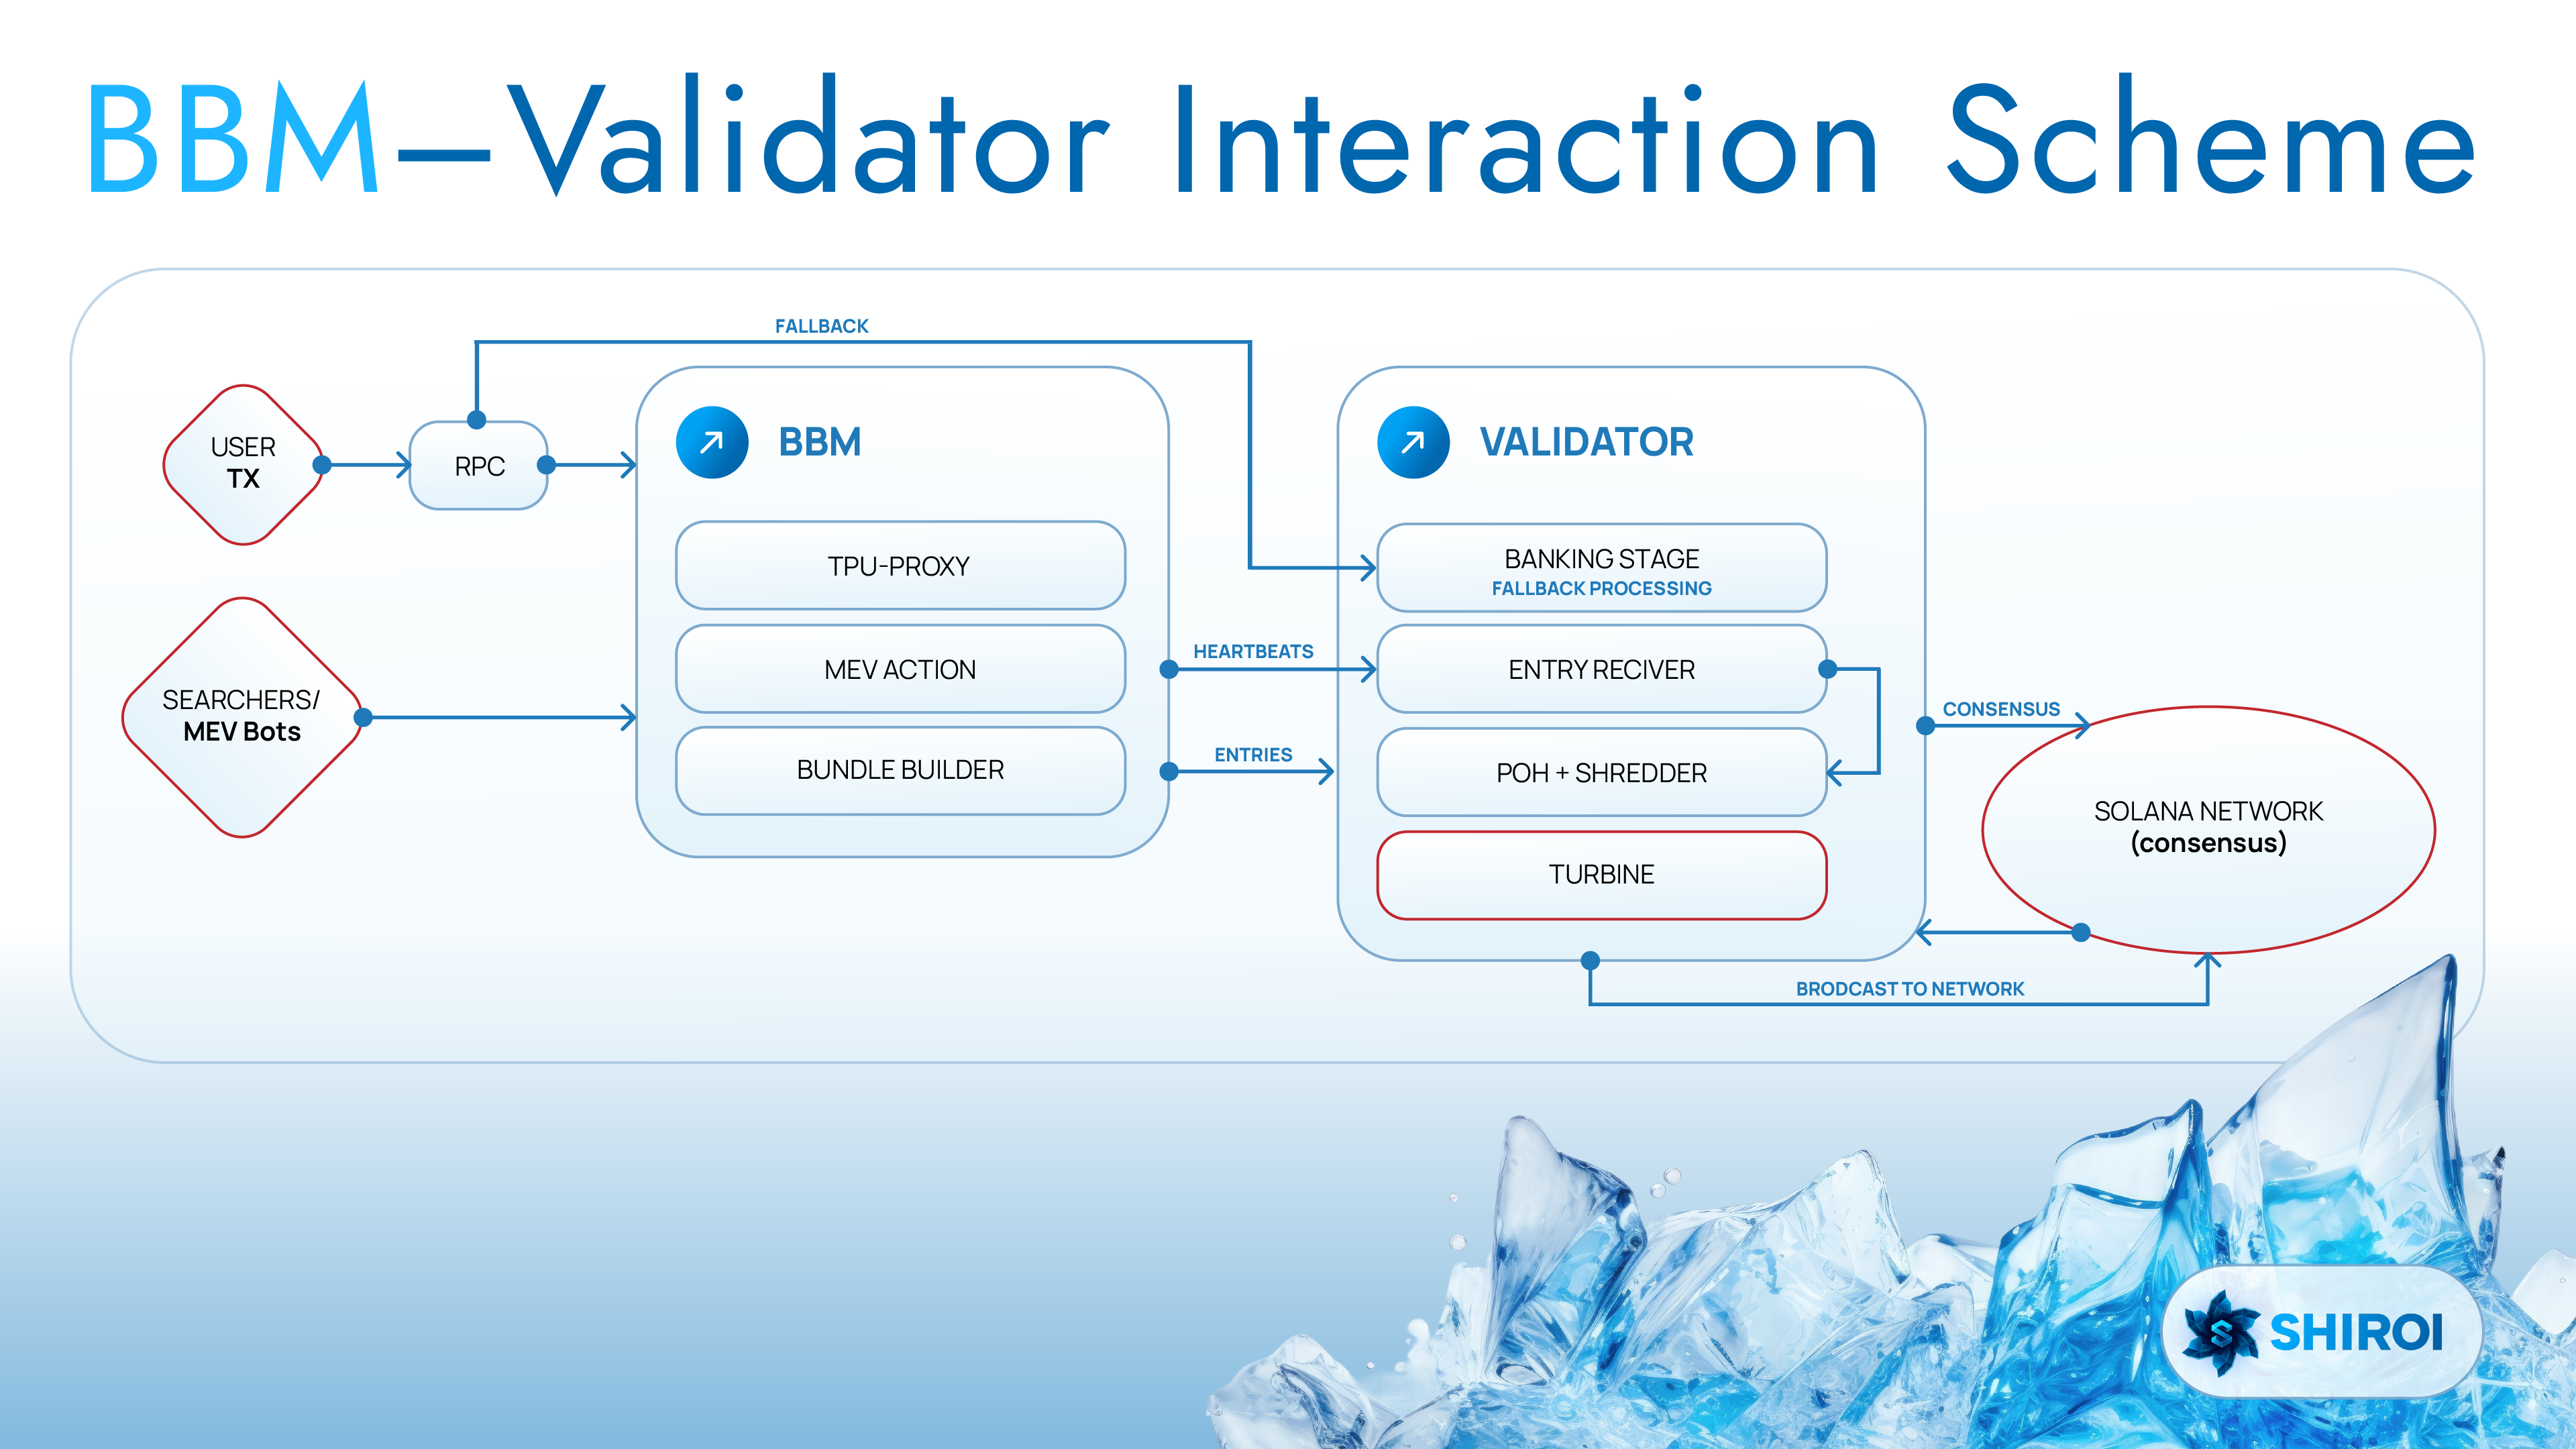 BBM—Validator Interaction Scheme
FALLBACK
USER
TX
RPC
SEARCHERS/
MEV Bots
BBM
TPU-PROXY
MEV ACTION
BUNDLE BUILDER
HEARTBEATS
ENTRIES
VALIDATOR
BANKING STAGE
FALLBACK PROCESSING
ENTRY RECIVER
POH + SHREDDER
TURBINE
CONSENSUS
SOLANA NETWORK
(consensus)
BRODCAST TO NETWORK
SHIROI